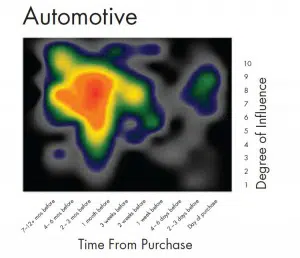 Automotive
10
9
8
7
6
5
4
3
2
1
Degree of Influence
7-12+ mos before
4-6 mos before
2-3 mos before
1 month before
3 weeks before
2 weeks before
1 week before
4-6 days before
2-3 days before
Day of purchase
Time From Purchase